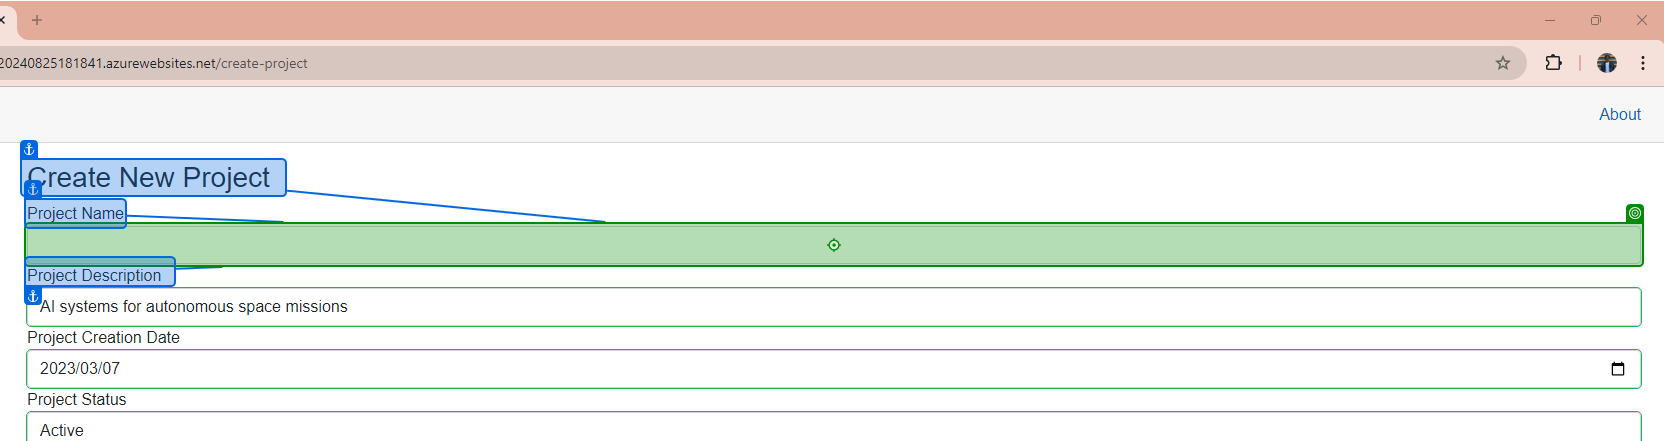 20240825181841.azurewebsites.net/create-project
About
Create New Project
Project Name
Project Description
AI systems for autonomous space missions
Project Creation Date
2023/03/07
Project Status
Active